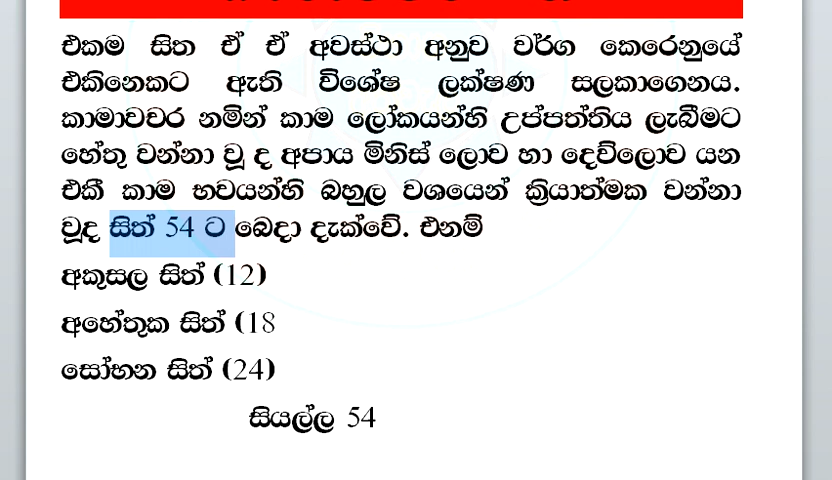 එකම සිත ඒ ඒ අවස්ථා අනුව වර්ග කෙරෙනුයේ
එකිනෙකට ඇති විශේෂ ලක්ෂණ සලකාගෙනය.
කාමාවචර නමින් කාම ලෝකයන්හි උප්පත්තිය ලැබීමට
හේතු වන්නා වූ ද අපාය මිනිස් ලොව හා දෙව්ලොව යන
එකී කාම භවයන්හි බහුල වශයෙන් ක්‍රියාත්මක වන්නා
වූද සිත් 54 ට බෙදා දැක්වේ. එනම්
අකුසල සිත් (12)
අහේතුක සිත් (18
සෝභන සිත් (24)
සියල්ල 54